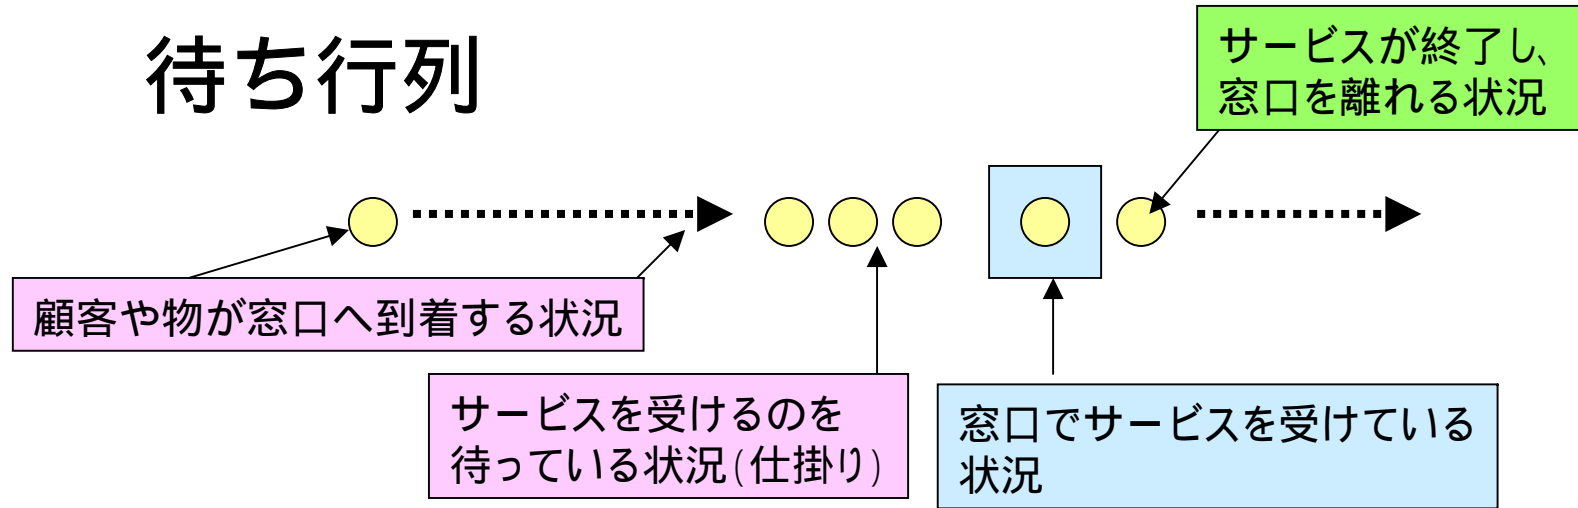 待ち行列
サービスが終了し、
窓口を離れる状況
顧客や物が窓口へ到着する状況
サービスを受けるのを
待っている状況(仕掛り)
窓口でサービスを受けている
状況